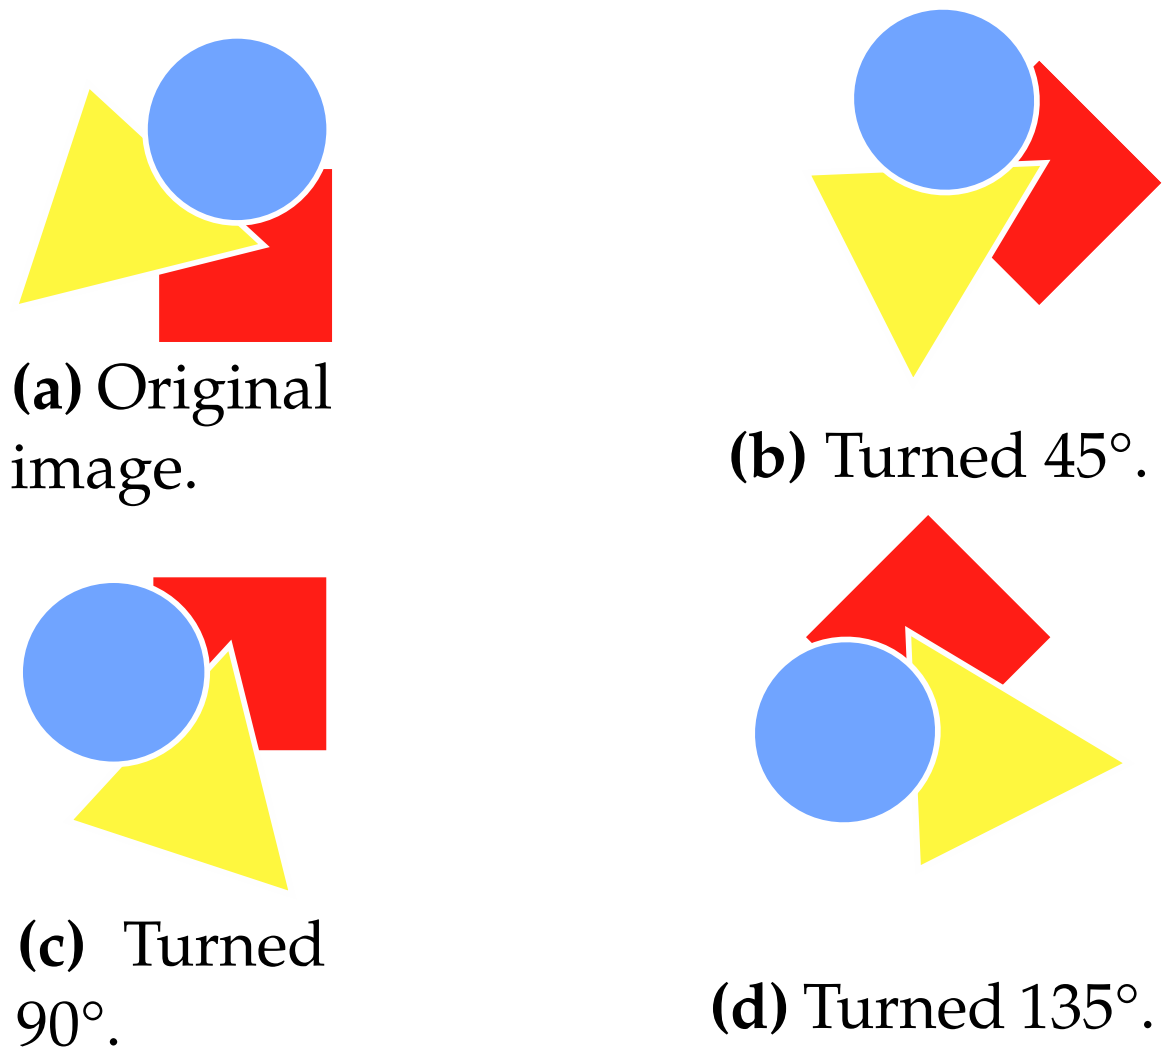 (a) Original
image.
(b) Turned 45°.
(c) Turned
90°.
(d) Turned 135°.